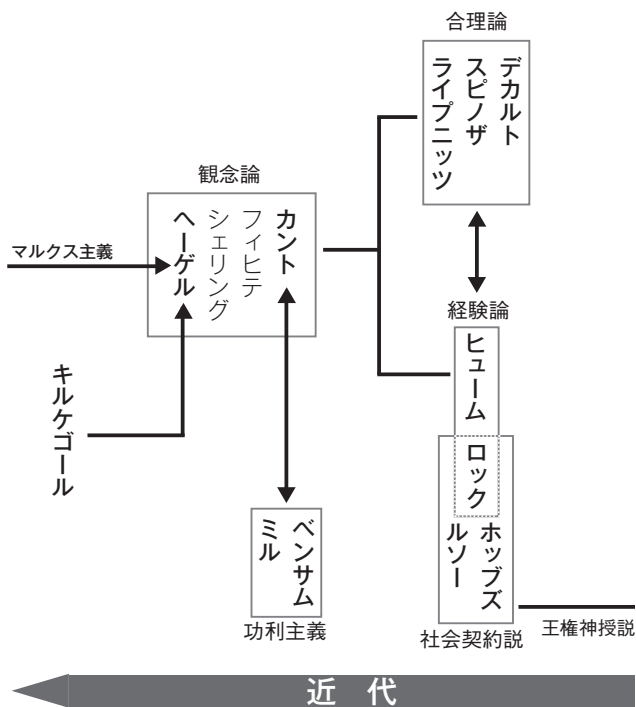 合理論
デカルト
スピノザ
ライプニッツ
観念論
カント
フィヒテ
シェリング
ヘーゲル
マルクス主義
経験論
ヒューム
ロック
キルケゴール
ベンサム
ミル
功利主義
ホッブズ
ルソー
社会契約説
王権神授説
近代